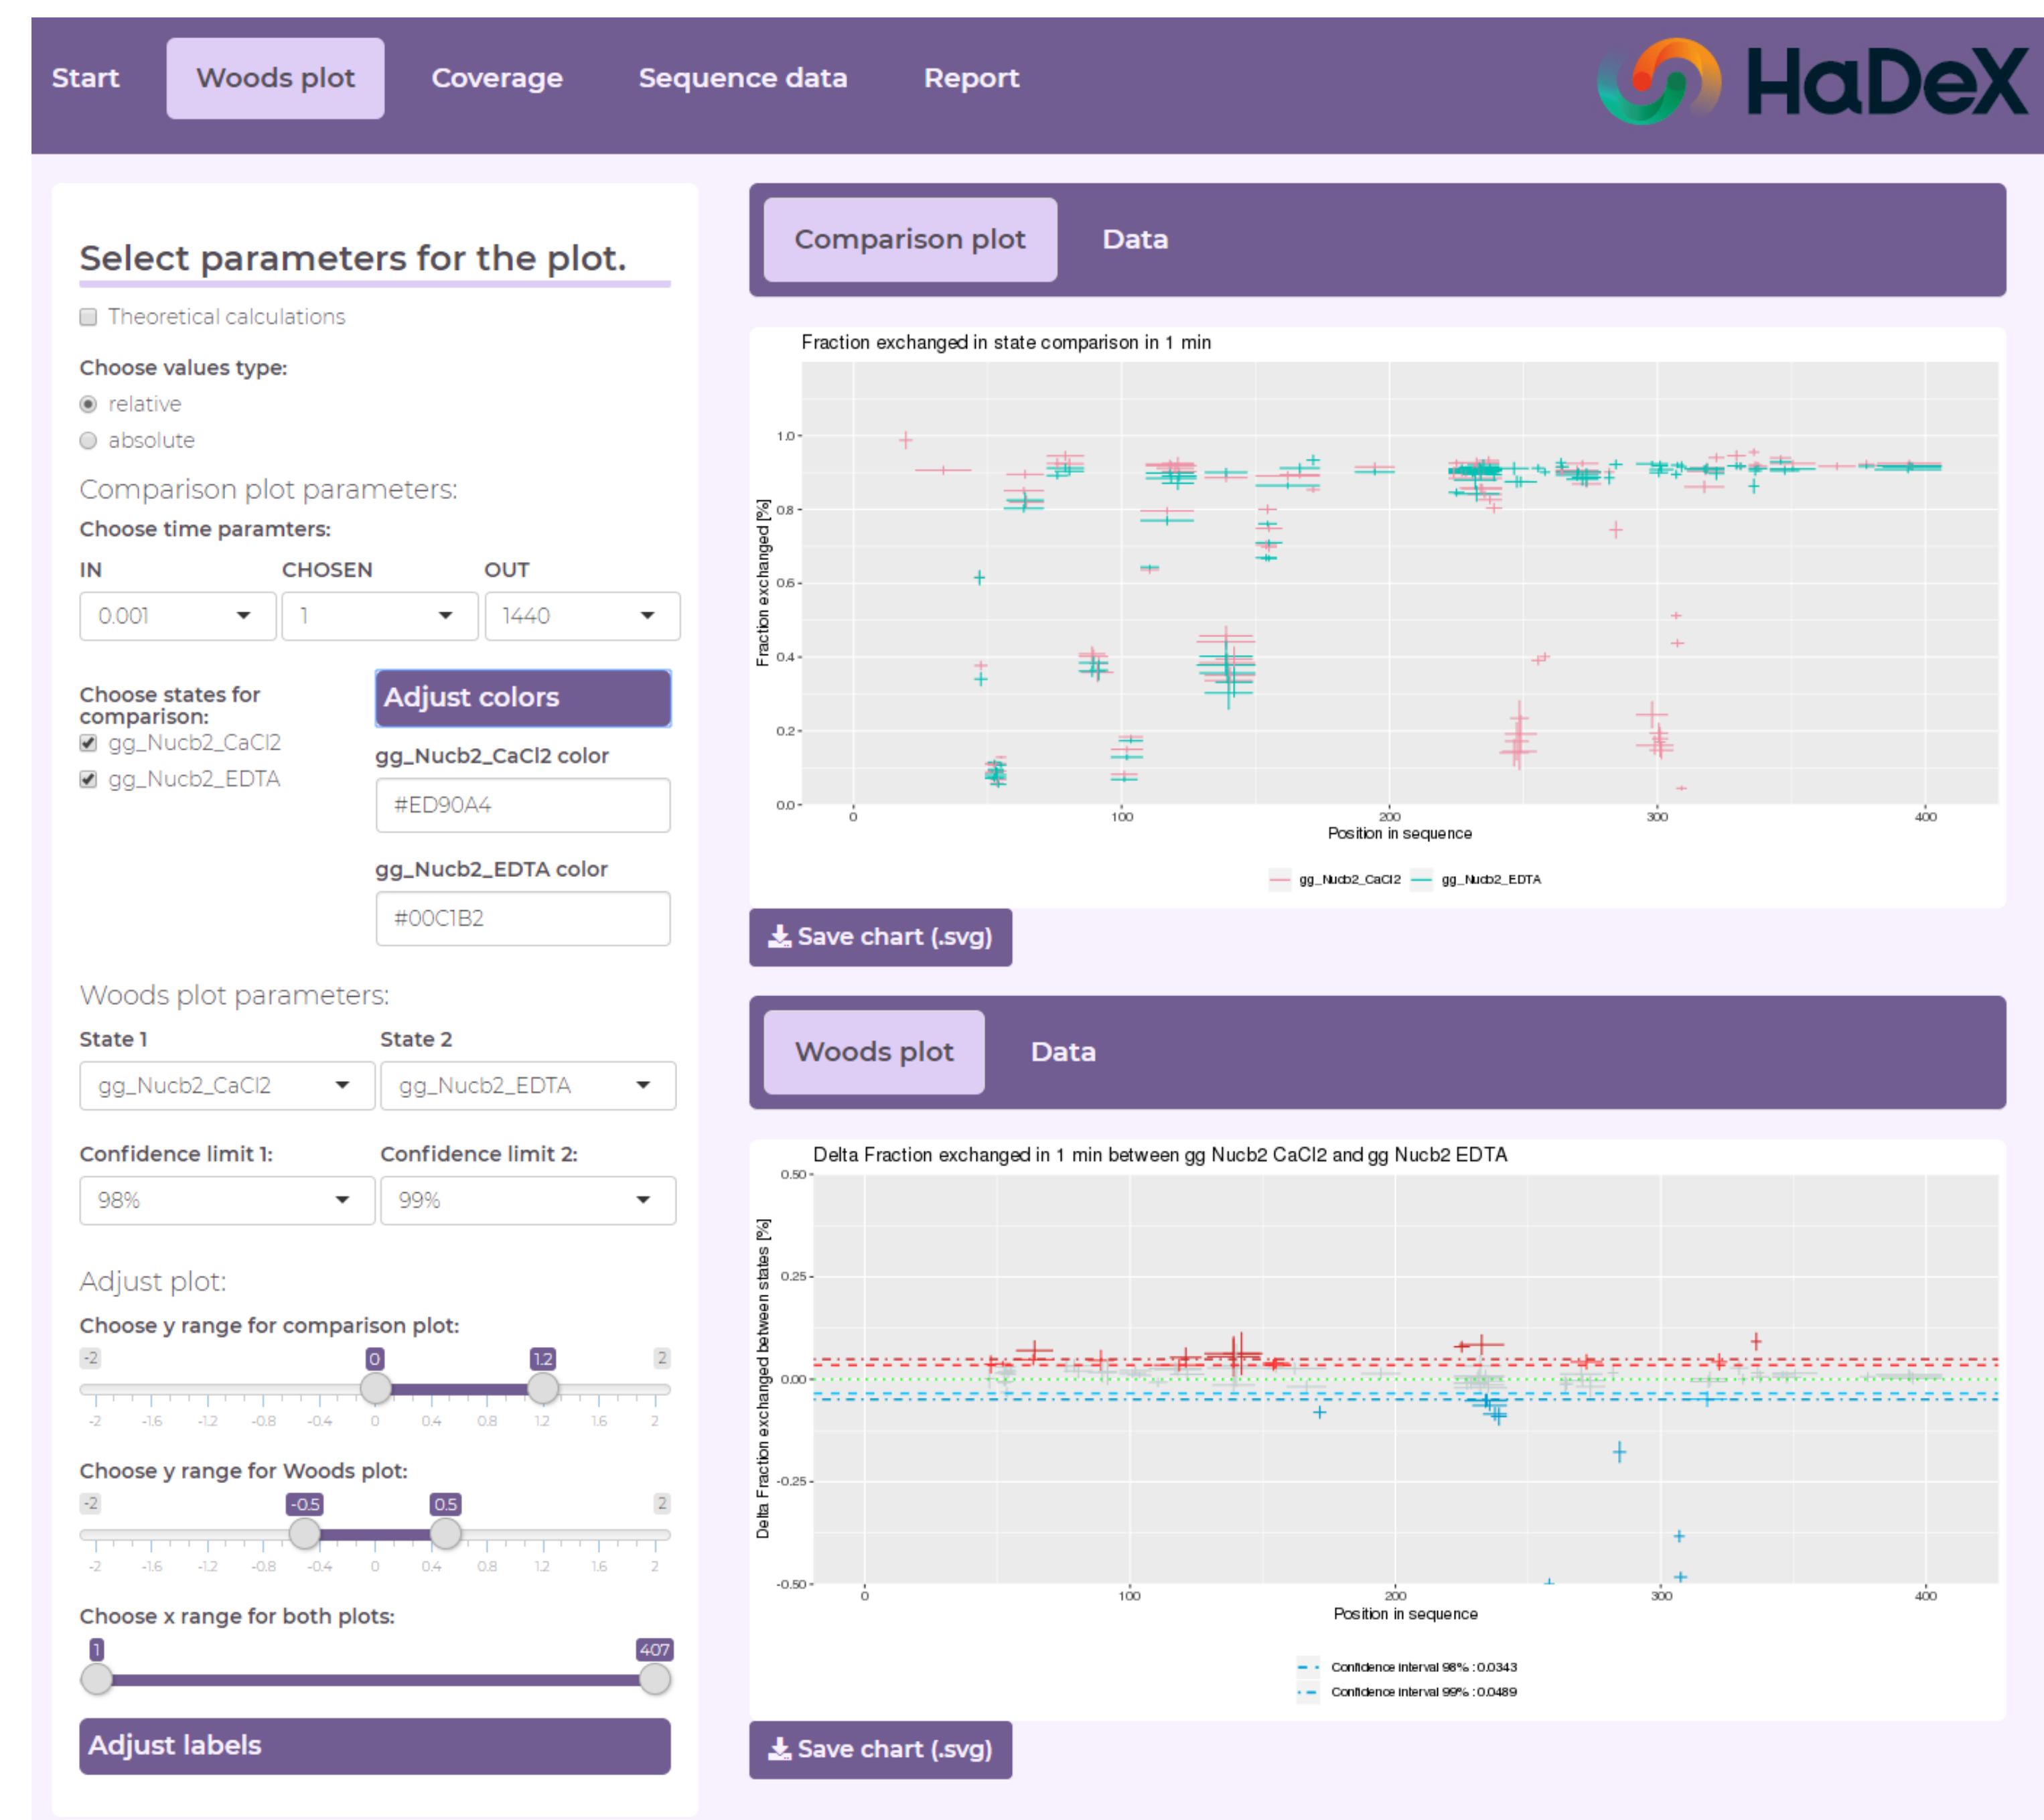 Start Woods plot Coverage Sequence data Report HaDeX
Select parameters for the plot.
Theoretical calculations
Choose values type:
relative
absolute
Comparison plot parameters:
Choose time paramters:
IN CHOSEN OUT
0.001 1 1440
Choose states for
comparison:
gg_Nucb2_CaCl2
gg_Nucb2_EDTA
Adjust colors
gg_Nucb2_CaCl2 color
#ED90A4
gg_Nucb2_EDTA color
#00C1B2
Woods plot parameters:
State 1 State 2
gg_Nucb2_CaCl2 gg_Nucb2_EDTA
Confidence limit 1: Confidence limit 2:
98% 99%
Adjust plot:
Choose y range for comparison plot:
-2 0 1.2 2
-2 -1.6 -1.2 -0.8 -0.4 0 0.4 0.8 1.2 1.6 2
Choose y range for Woods plot:
-2 -0.5 0.5 2
-2 -1.6 -1.2 -0.8 -0.4 0 0.4 0.8 1.2 1.6 2
Choose x range for both plots:
1 407
Adjust labels
Comparison plot Data
Fraction exchanged in state comparison in 1 min
Fraction exchanged [%]
1.0
0.8
0.6
0.4
0.2
0.0
0 100 200 300 400
Position in sequence
gg_Nucb2_CaCl2 gg_Nucb2_EDTA
Save chart (.svg)
Woods plot Data
Delta Fraction exchanged in 1 min between gg Nucb2 CaCl2 and gg Nucb2 EDTA
Delta Fraction exchanged between states [%]
0.50
0.25
0.00
-0.25
-0.50
0 100 200 300 400
Position in sequence
Confidence interval 98% : 0.0343
Confidence interval 99% : 0.0489
Save chart (.svg)